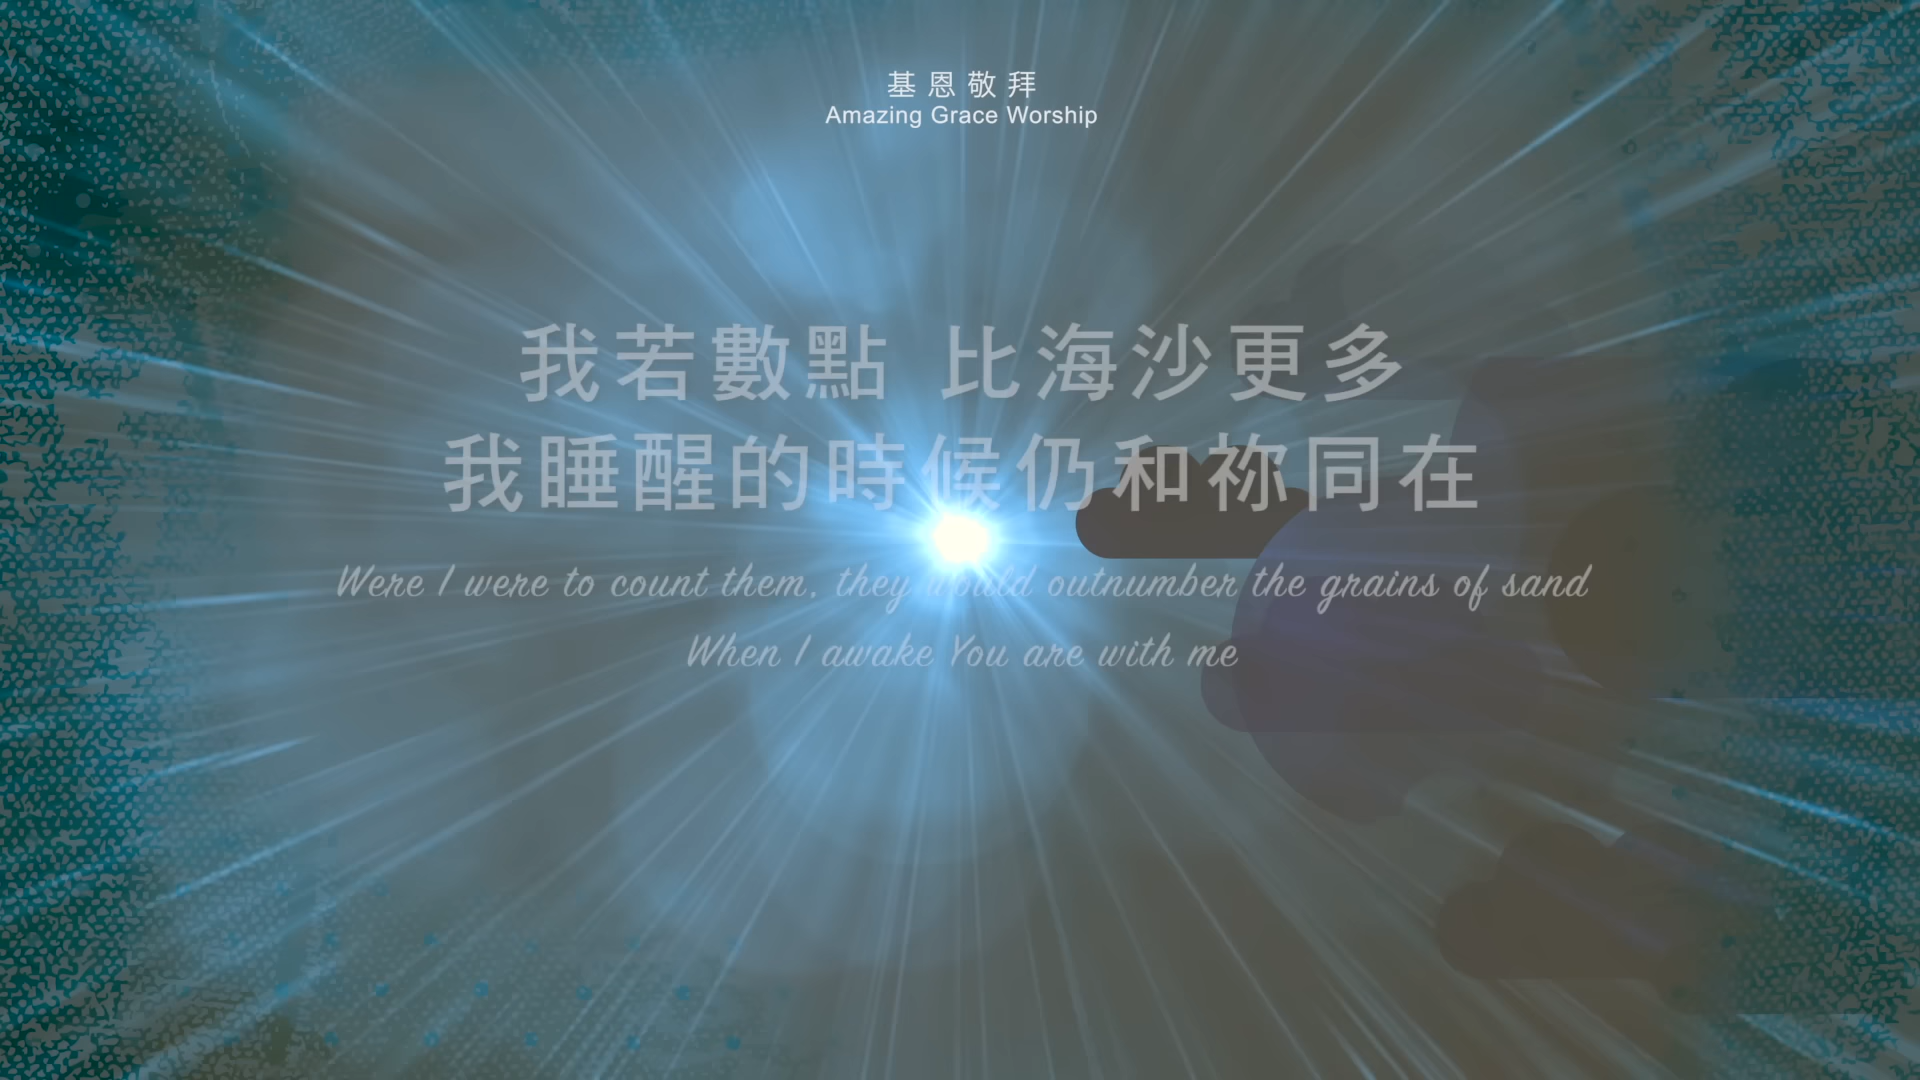 基恩敬拜
Amazing Grace Worship
我若數點 比海沙更多
我睡醒的時候仍和祢同在
Were I were to count them, they would outnumber the grains of sand
When I awake You are with me